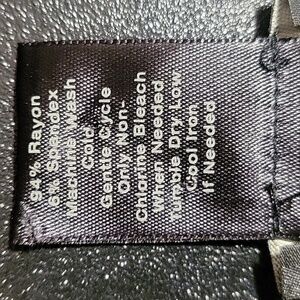 94% Rayon
6% Spandex
Machine Wash
Cold
Gentle Cycle
Only Non-
Chlorine Bleach
When Needed
Tumple Dry Low
Cool Iron
If Needed